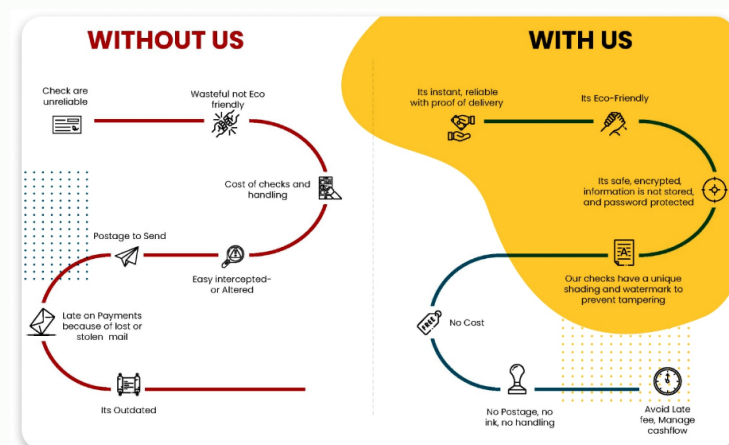 WITHOUT US
Check are
unreliable
Wasteful not Eco
friendly
Cost of checks and
handling
Easy intercepted-
or Altered
Postage to Send
Late on Payments
because of lost or
stolen mail
Its Outdated
WITH US
Its instant, reliable
with proof of delivery
Its Eco-Friendly
Its safe, encrypted,
information is not stored,
and password protected
A
Our checks have a unique
shading and watermark to
prevent tampering
FREE
No Cost
No Postage, no
ink, no handling
Avoid Late
fee, Manage
cashflow